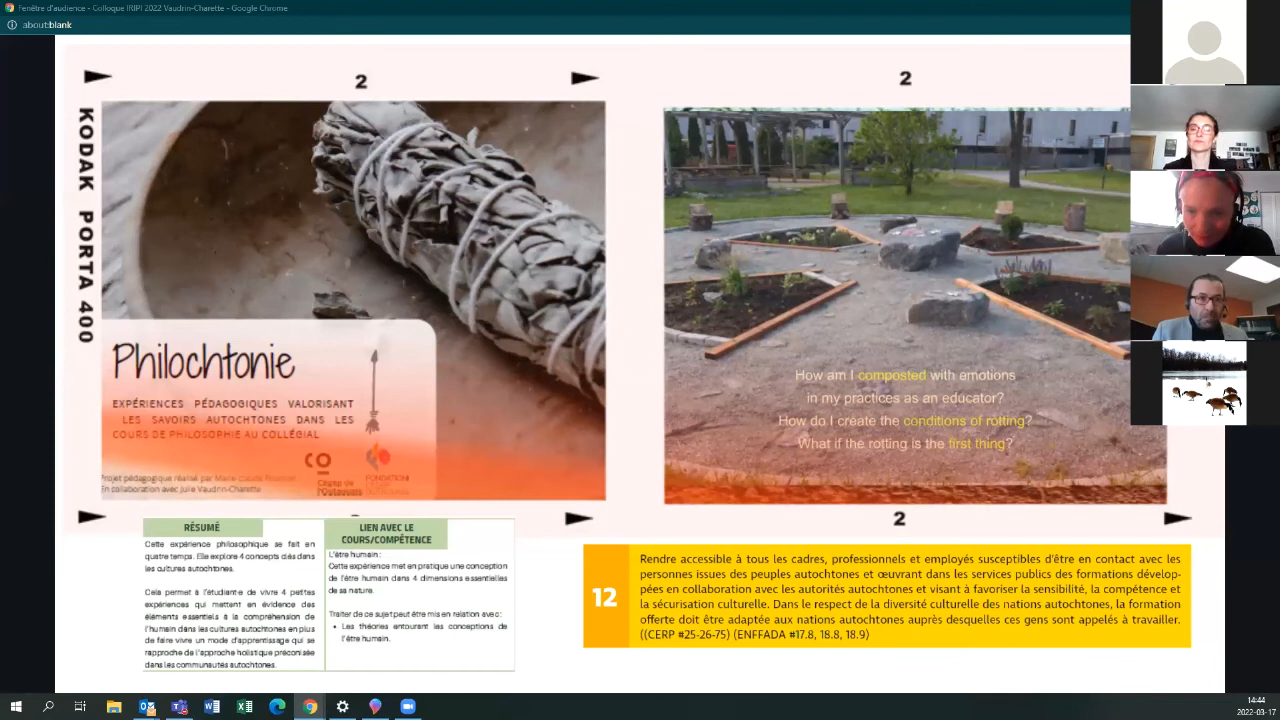 Fenêtre d'audience - Colloque IRIPI 2022 Vaudrin-Charette - Google Chrome
about:blank
2
2
KODAK PORTA 400
Philochtonie
EXPÉRIENCES PÉDAGOGIQUES VALORISANT
LES SAVOIRS AUTOCHTONES DANS LES
COURS DE PHILOSOPHIE AU COLLÉGIAL
Projet pédagogique réalisé par Marie-Claude
En collaboration avec Julie Vaudrin-Charette
CO
Cégep de
l'Outaouais
FONDATION
How am I composted with emotions
in my practices as an educator?
How do I create the conditions of rotting?
What if the rotting is the first thing?
2
RÉSUMÉ
Cette expérience philosophique se fait en
quatre temps. Elle explore 4 concepts clés dans
les cultures autochtones.
Cela permet à l'étudiant·e de vivre 4 petites
expériences qui mettent en évidence des
éléments essentiels à la compréhension de
l'humain dans les cultures autochtones en plus
de faire vivre un mode d'apprentissage qui se
rapproche de l'approche holistique préconisée
dans les communautés autochtones.
LIEN AVEC LE
COURS/COMPÉTENCE
L'être humain :
Cette expérience met en pratique une conception
de l'être humain dans 4 dimensions essentielles
de sa nature.
Traiter de ce sujet peut être mis en relation avec :
• Les théories entourant les conceptions de
l'être humain.
12
Rendre accessible à tous les cadres, professionnels et employés susceptibles d'être en contact avec les
personnes issues des peuples autochtones et œuvrant dans les services publics des formations dévelop-
pées en collaboration avec les autorités autochtones et visant à favoriser la sensibilité, la compétence et
la sécurisation culturelle. Dans le respect de la diversité culturelle des nations autochtones, la formation
offerte doit être adaptée aux nations autochtones auprès desquelles ces gens sont appelés à travailler.
((CERP #25-26-75) (ENFFADA #17.8, 18.8, 18.9)
14:44
2022-03-17